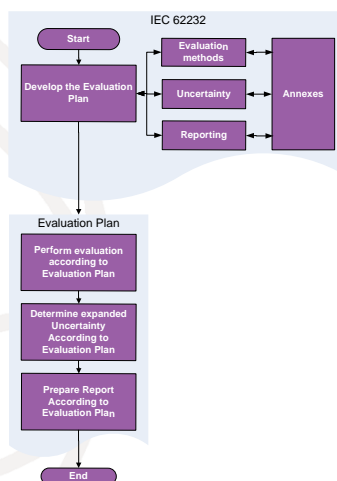 IEC 62232
Start
Develop the Evaluation
Plan
Evaluation
methods
Uncertainty
Reporting
Annexes
Evaluation Plan
Perform evaluation
according to
Evaluation Plan
Determine expanded
Uncertainty
According to
Evaluation Plan
Prepare Report
According to
Evaluation Plan
End